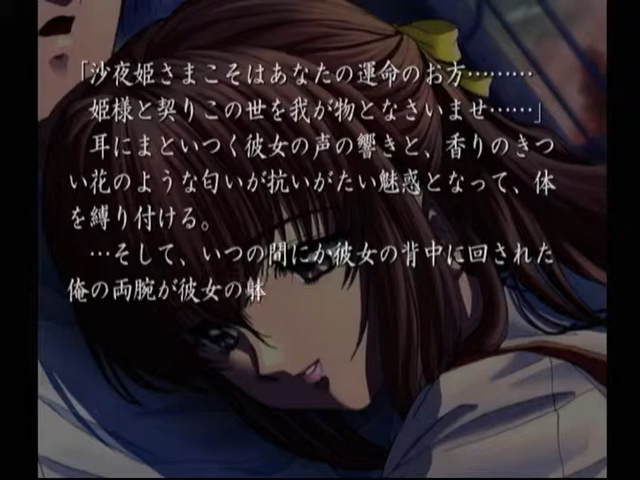 「沙夜姫さまこそはあなたの運命のお方………
姫様と契りこの世を我が物となさいませ……」
耳にまといつく彼女の声の響きと、香りのきつ
い花のような匂いが抗いがたい魅惑となって、体
を縛り付ける。
…そして、いつの間にか彼女の背中に回された
俺の両腕が彼女の躰